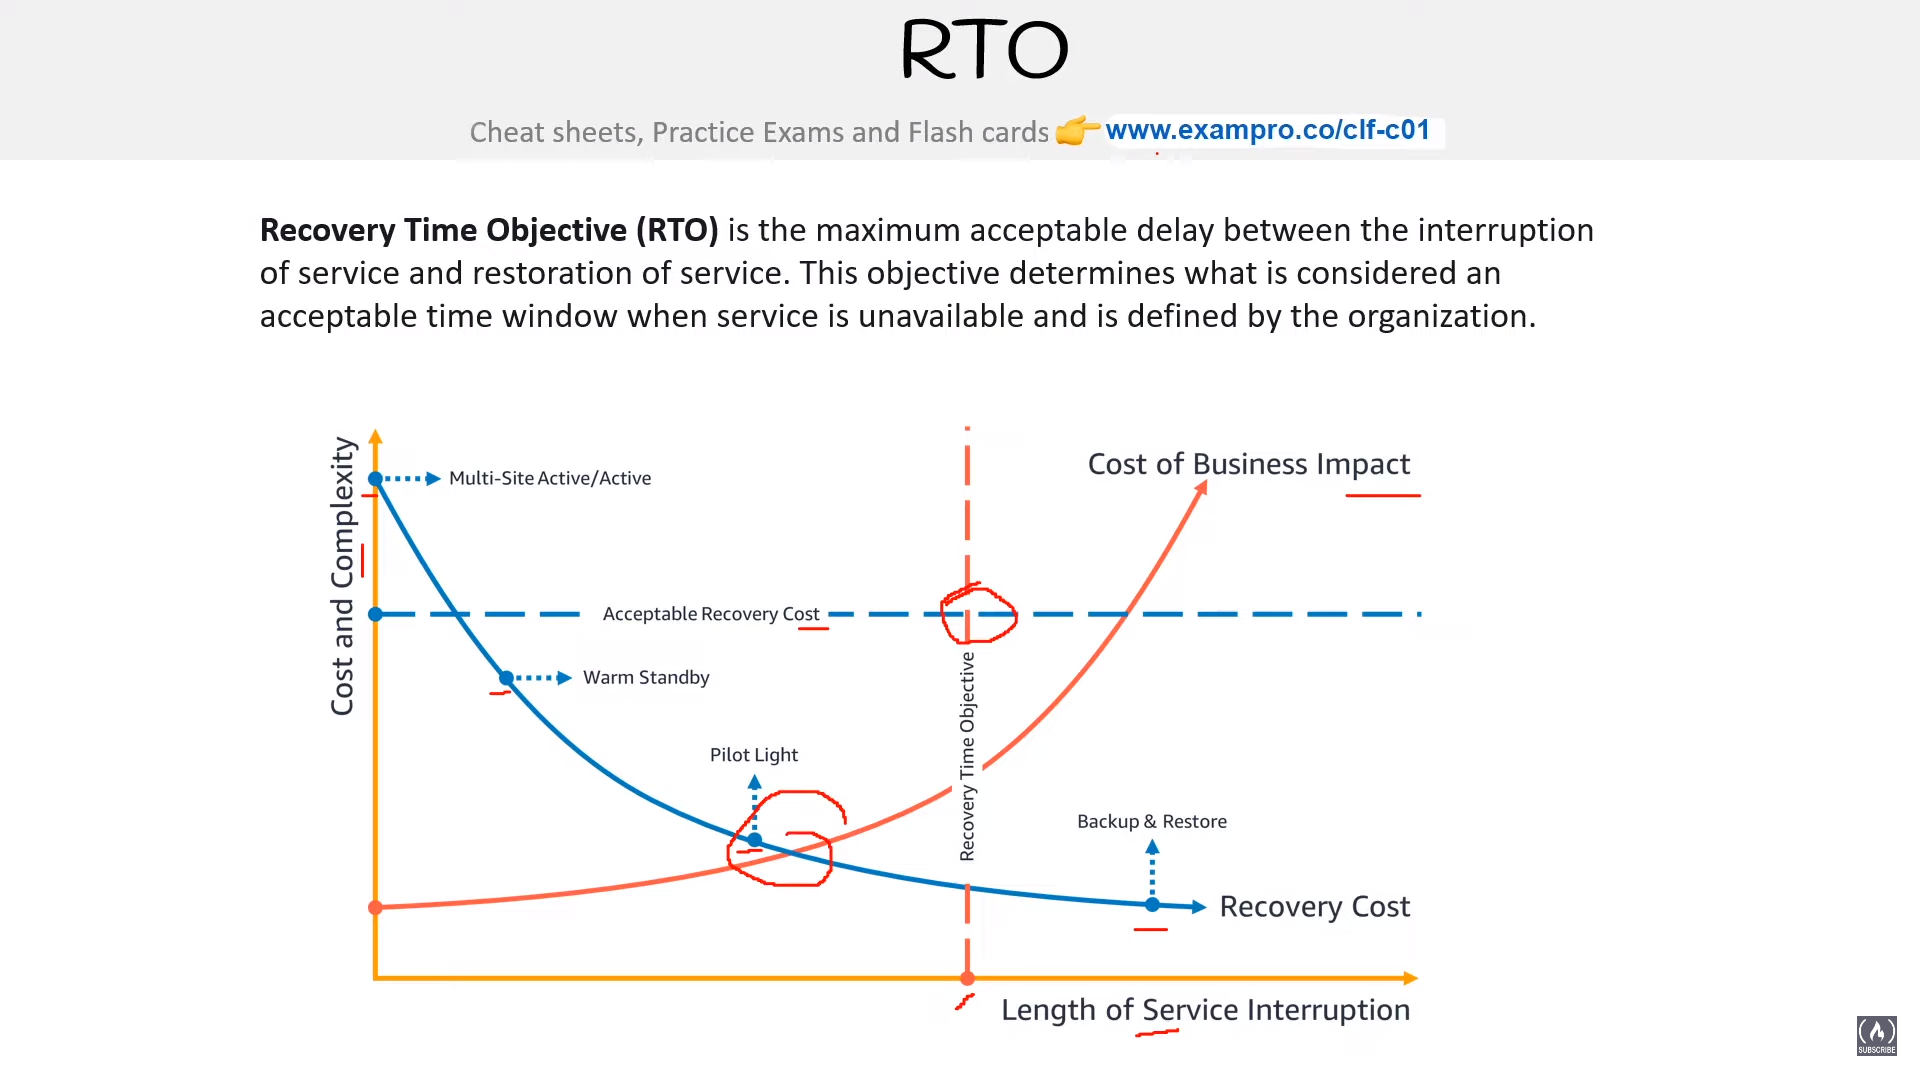 RTO
Cheat sheets, Practice Exams and Flash cards 👉 www.exampro.co/clf-c01
Recovery Time Objective (RTO) is the maximum acceptable delay between the interruption
of service and restoration of service. This objective determines what is considered an
acceptable time window when service is unavailable and is defined by the organization.
Cost and Complexity
Cost of Business Impact
Multi-Site Active/Active
Acceptable Recovery Cost
Warm Standby
Recovery Time Objective
Pilot Light
Backup & Restore
Recovery Cost
Length of Service Interruption
SUBSCRIBE